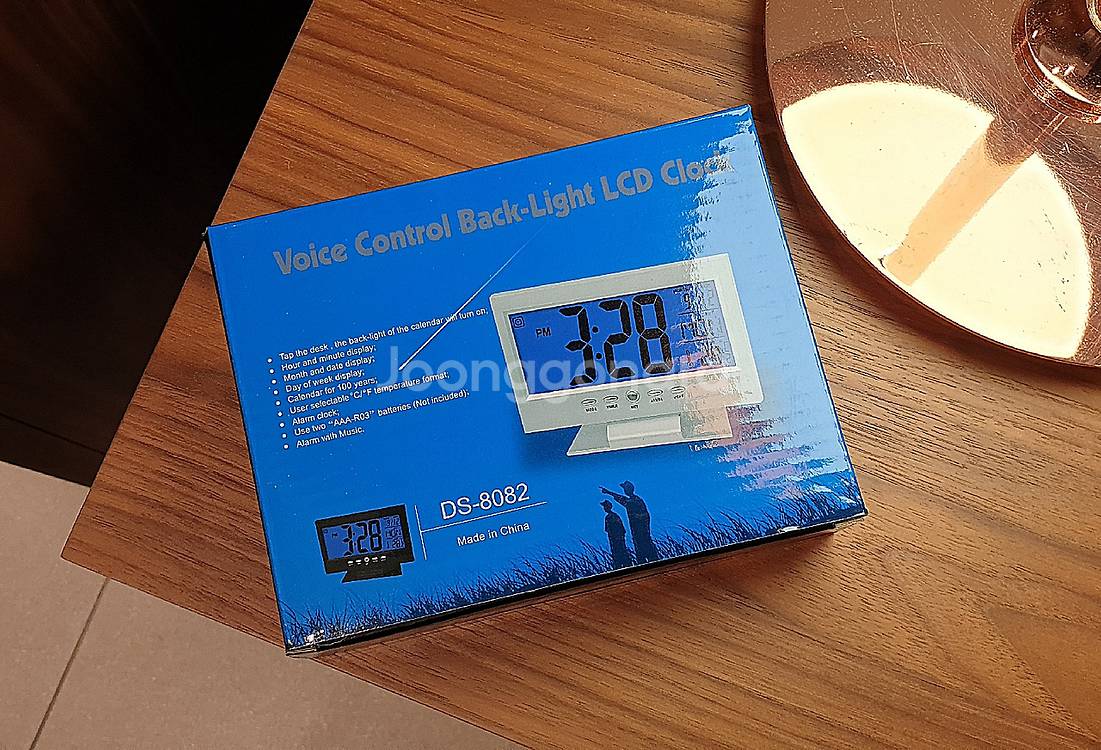 Voice Control Back-Light LCD Clock
Tap the desk , the back-light of the calendar will turn on;
Hour and minute display;
Month and date display;
Day of week display;
Calendar for 100 years;
User selectable °C/°F temperature format;
Alarm clock;
Use two "AAA-R03" batteries (Not included);
Alarm with Music.
PM 3:28
Joonggonara
3:28
DS-8082
Made in China